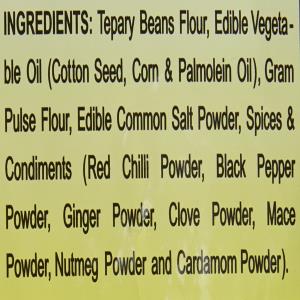 INGREDIENTS: Tepary Beans Flour, Edible Vegeta-
ble Oil (Cotton Seed, Corn & Palmolein Oil), Gram
Pulse Flour, Edible Common Salt Powder, Spices &
Condiments (Red Chilli Powder, Black Pepper
Powder, Ginger Powder, Clove Powder, Mace
Powder, Nutmeg Powder and Cardamom Powder).